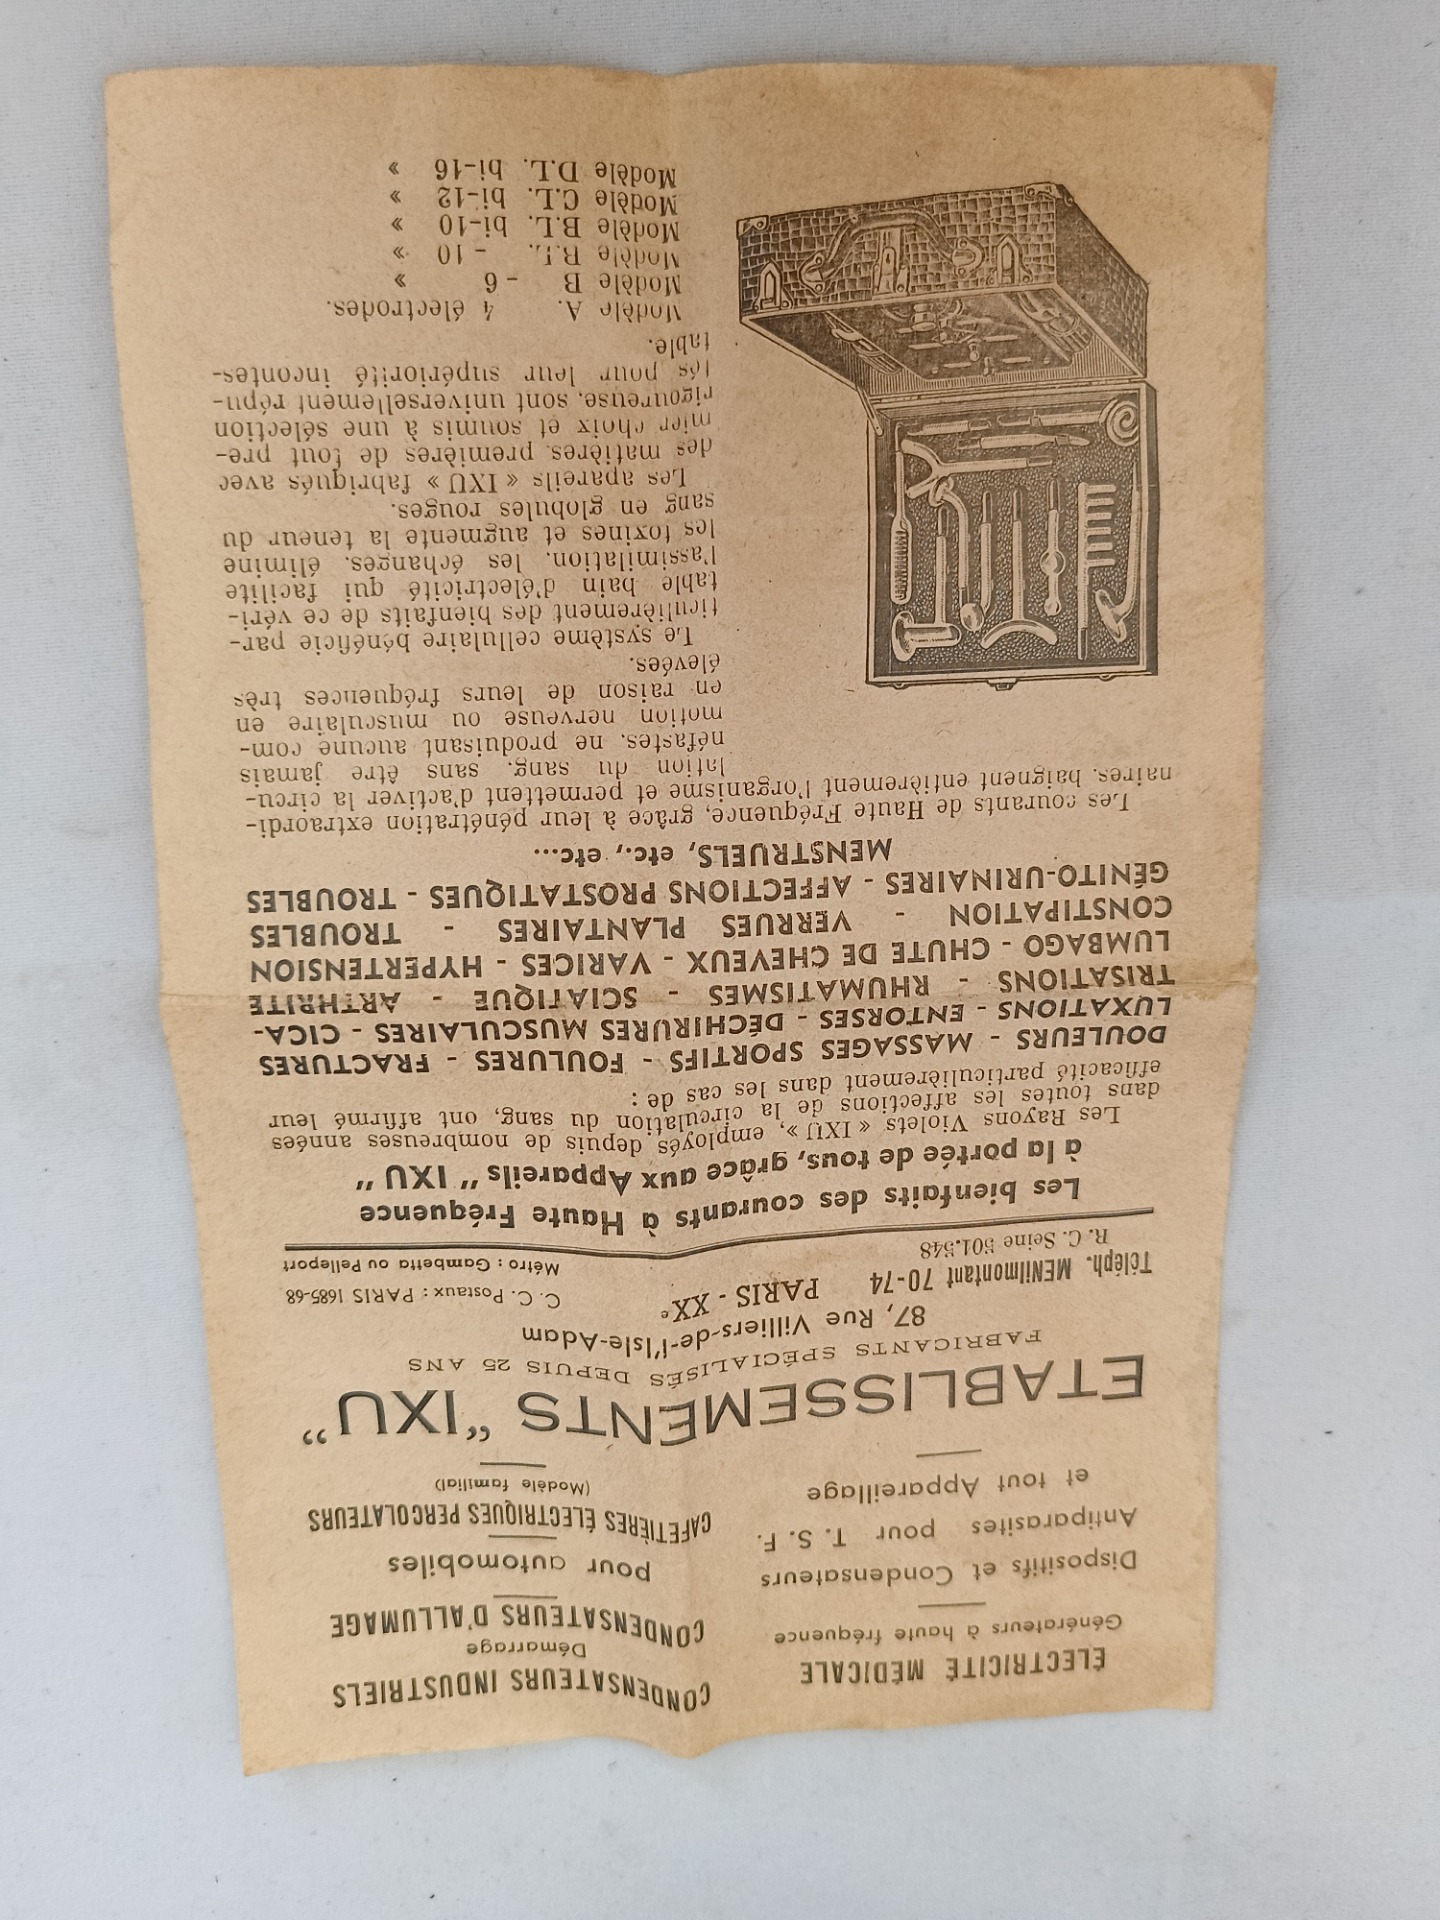 ÉLECTRICITÉ MÉDICALE
Générateurs à haute fréquence
Dispositifs et Condensateurs
Antiparasites pour T. S. F.
et tout Appareillage
CONDENSATEURS INDUSTRIELS
Démarrage
CONDENSATEURS D'ALLUMAGE
pour automobiles
CAFETIÈRES ÉLECTRIQUES PERCOLATEURS
(Modèle familial)
ETABLISSEMENTS “IXU”
FABRICANTS SPÉCIALISÉS DEPUIS 25 ANS
87, Rue Villiers-de-l'Isle-Adam
Téléph. MENilmontant 70-74
R. C. Seine 501.548
PARIS - XXe
C. C. Postaux : PARIS 1685-68
Métro : Gambetta ou Pelleport
Les bienfaits des courants à Haute Fréquence
à la portée de tous, grâce aux Appareils “ IXU ”
Les Rayons Violets « IXU », employés depuis de nombreuses années
dans toutes les affections de la circulation du sang, ont affirmé leur
efficacité particulièrement dans les cas de :
DOULEURS - MASSAGES SPORTIFS - FOULURES - FRACTURES
LUXATIONS - ENTORSES - DÉCHIRURES MUSCULAIRES - CICA-
TRISATIONS - RHUMATISMES - SCIATIQUE - ARTHRITE
LUMBAGO - CHUTE DE CHEVEUX - VARICES - HYPERTENSION
CONSTIPATION - VERRUES PLANTAIRES - TROUBLES
GÉNITO-URINAIRES - AFFECTIONS PROSTATIQUES - TROUBLES
MENSTRUELS, etc., etc...
Les courants de Haute Fréquence, grâce à leur pénétration extraordi-
naires. baignent entièrement l'organisme et permettent d'activer la circu-
lation du sang. sans être jamais
néfastes. ne produisant aucune com-
motion nerveuse ou musculaire en
en raison de leurs fréquences très
élevées.
Le système cellulaire bénéficie par-
ticulièrement des bienfaits de ce véri-
table bain d'électricité qui facilite
l'assimilation. les échanges. élimine
les toxines et augmente la teneur du
sang en globules rouges.
Les apareils « IXU » fabriqués avec
des matières premières de tout pre-
mier choix et soumis à une sélection
rigoureuse. sont universellement répu-
tés pour leur supériorité incontes-
table.
Modèle A. 4 électrodes.
Modèle B - 6 »
Modèle B.L. - 10 »
Modèle B.L. bi-10 »
Modèle C.L. bi-12 »
Modèle D.L. bi-16 »